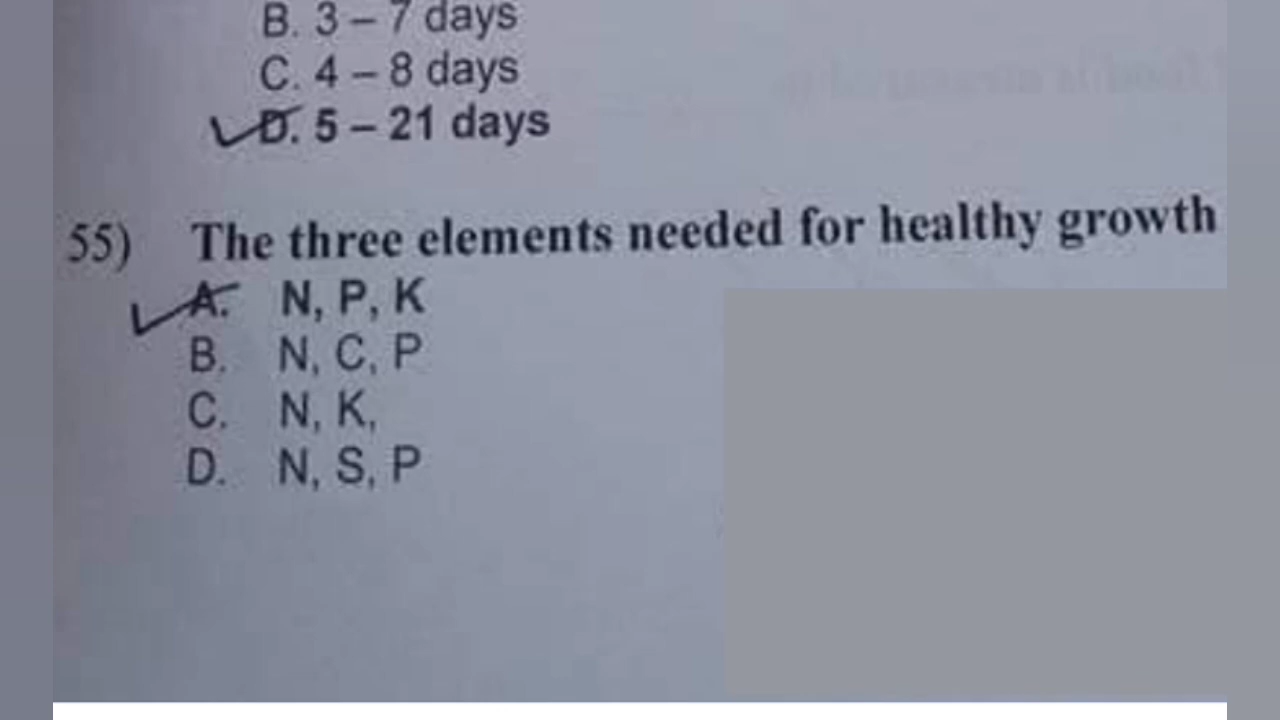 B. 3 – 7 days
C. 4 – 8 days
D. 5 – 21 days
55) The three elements needed for healthy growth
A. N, P, K
B. N, C, P
C. N, K,
D. N, S, P